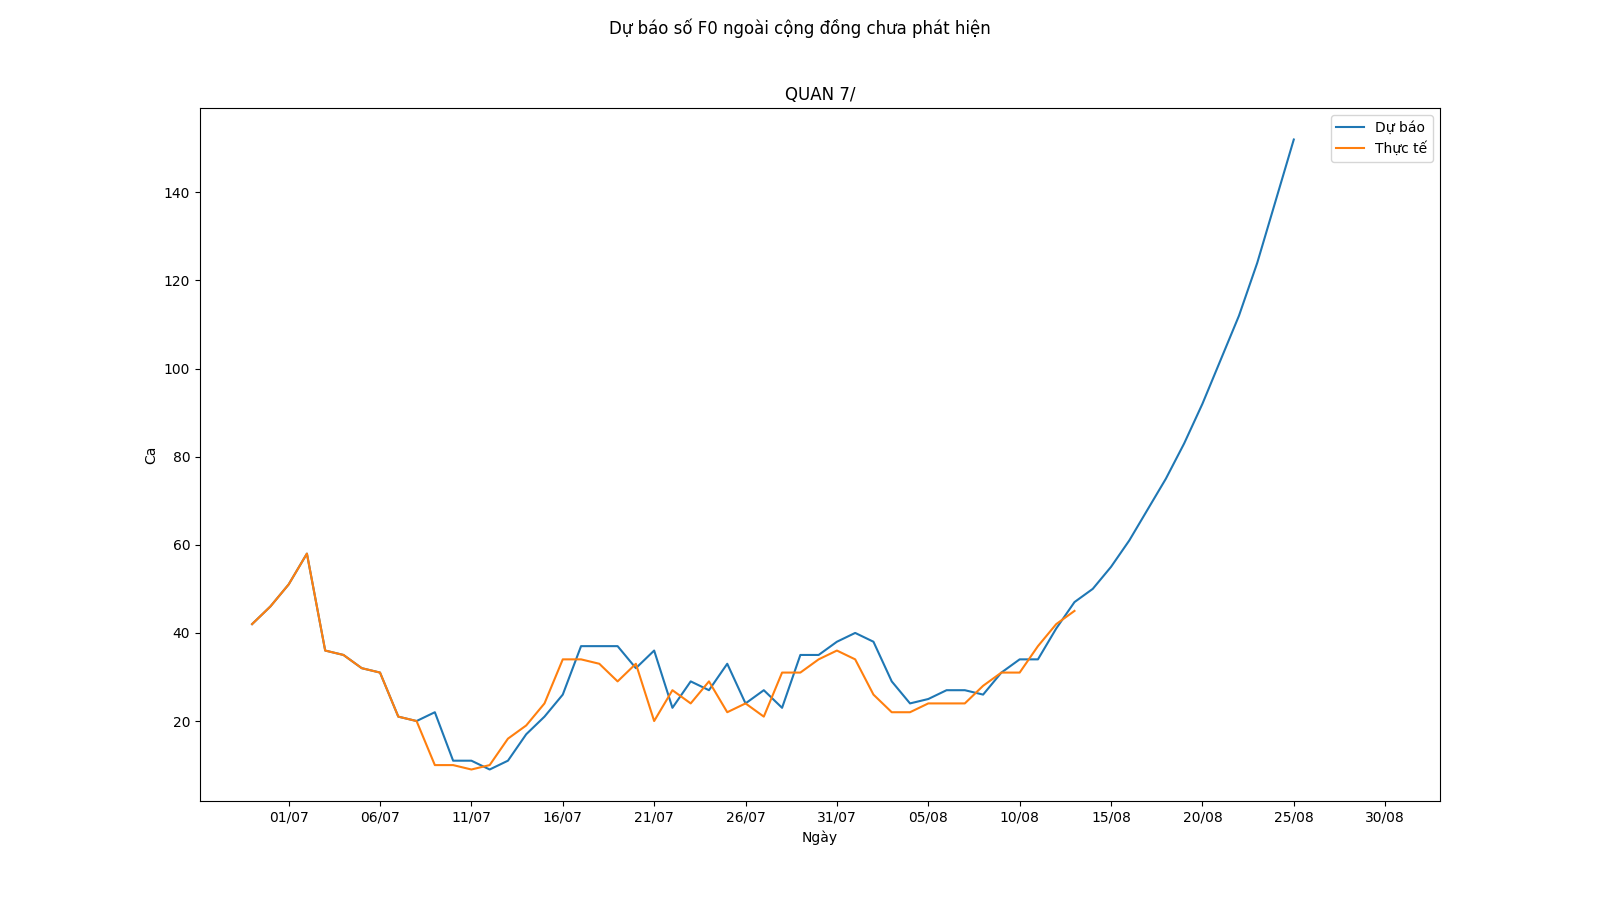 Dự báo số F0 ngoài cộng đồng chưa phát hiện
QUAN 7/
Dự báo
Thực tế
140
120
100
80
60
40
20
Ca
01/07 06/07 11/07 16/07 21/07 26/07 31/07 05/08 10/08 15/08 20/08 25/08 30/08
Ngày